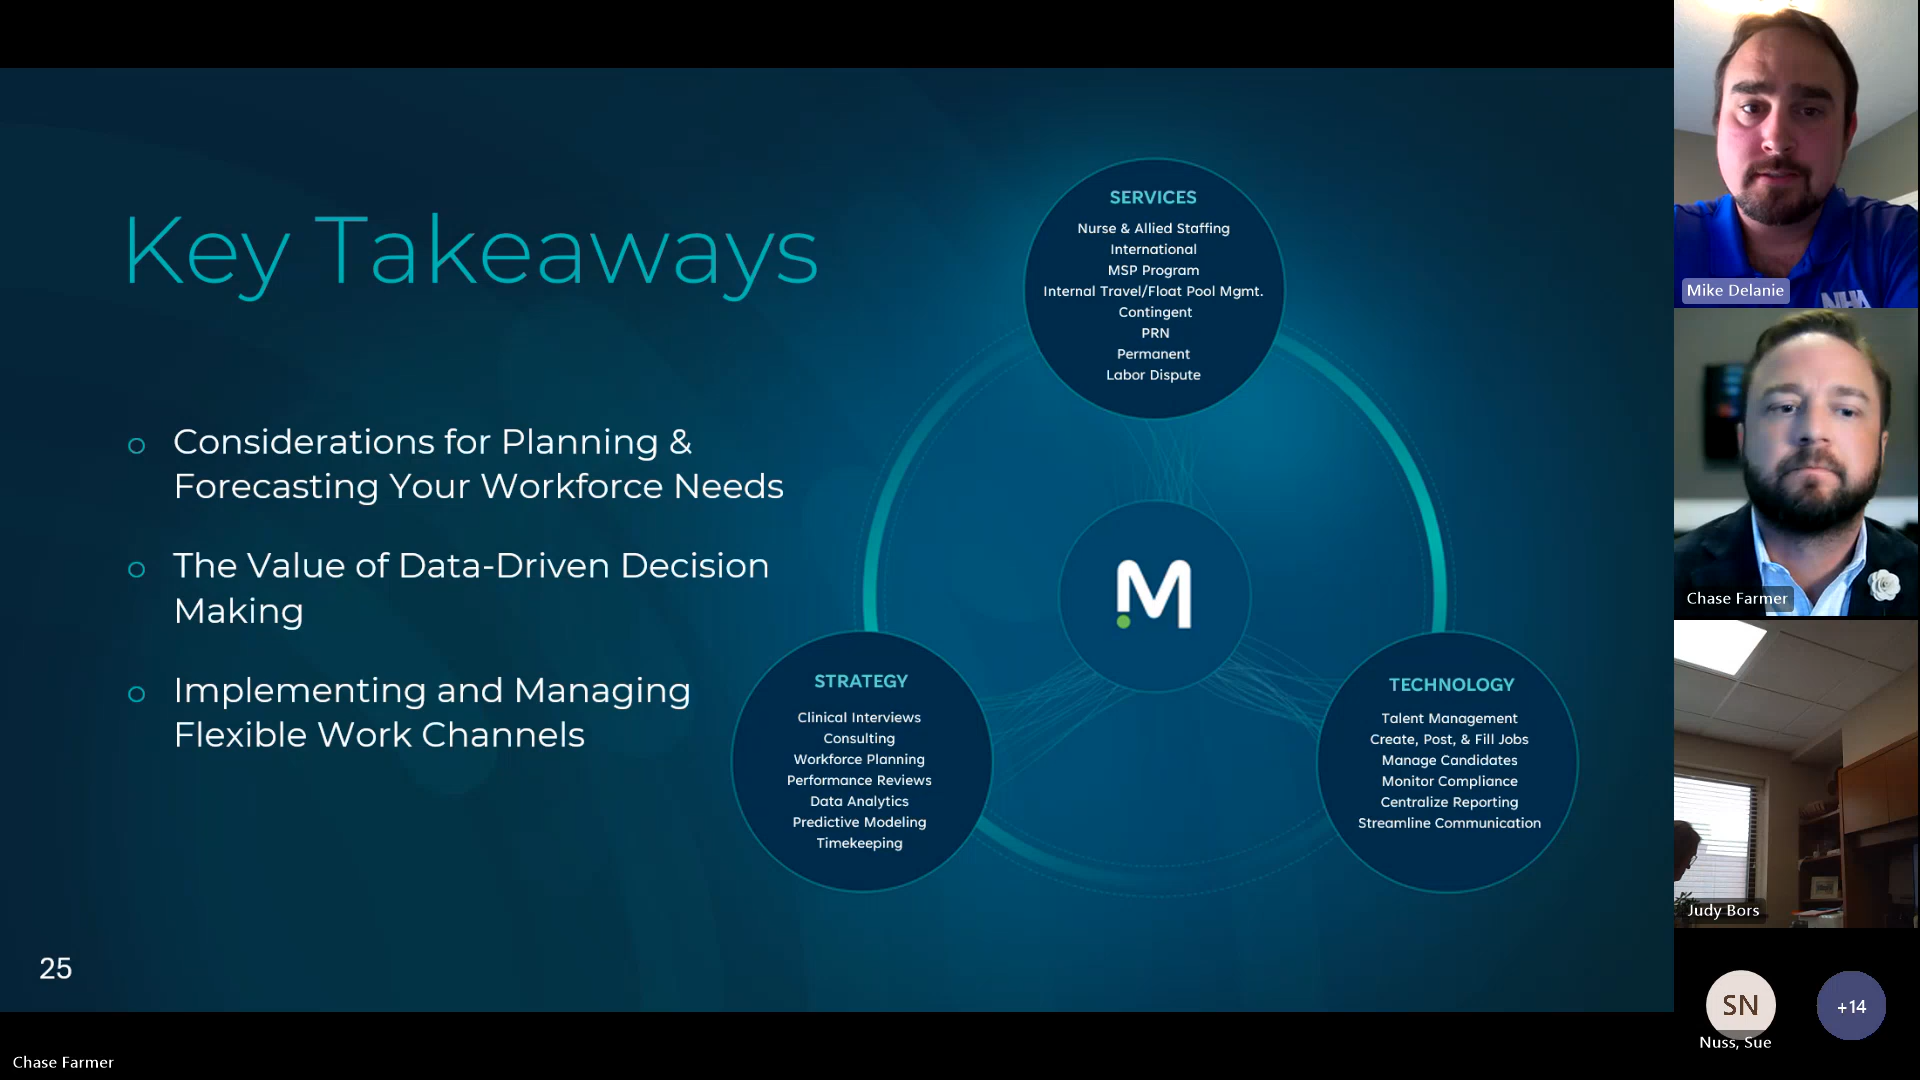 Key Takeaways
Considerations for Planning &
Forecasting Your Workforce Needs
The Value of Data-Driven Decision
Making
Implementing and Managing
Flexible Work Channels
SERVICES
Nurse & Allied Staffing
International
MSP Program
Internal Travel/Float Pool Mgmt.
Contingent
PRN
Permanent
Labor Dispute
M
STRATEGY
Clinical Interviews
Consulting
Workforce Planning
Performance Reviews
Data Analytics
Predictive Modeling
Timekeeping
TECHNOLOGY
Talent Management
Create, Post, & Fill Jobs
Manage Candidates
Monitor Compliance
Centralize Reporting
Streamline Communication
25
Chase Farmer
NHA
Mike Delanie
Chase Farmer
Judy Bors
SN
Nuss, Sue
+14